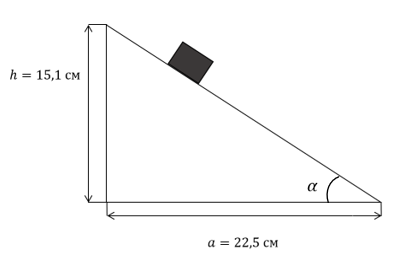 h = 15,1 см
α
a = 22,5 см